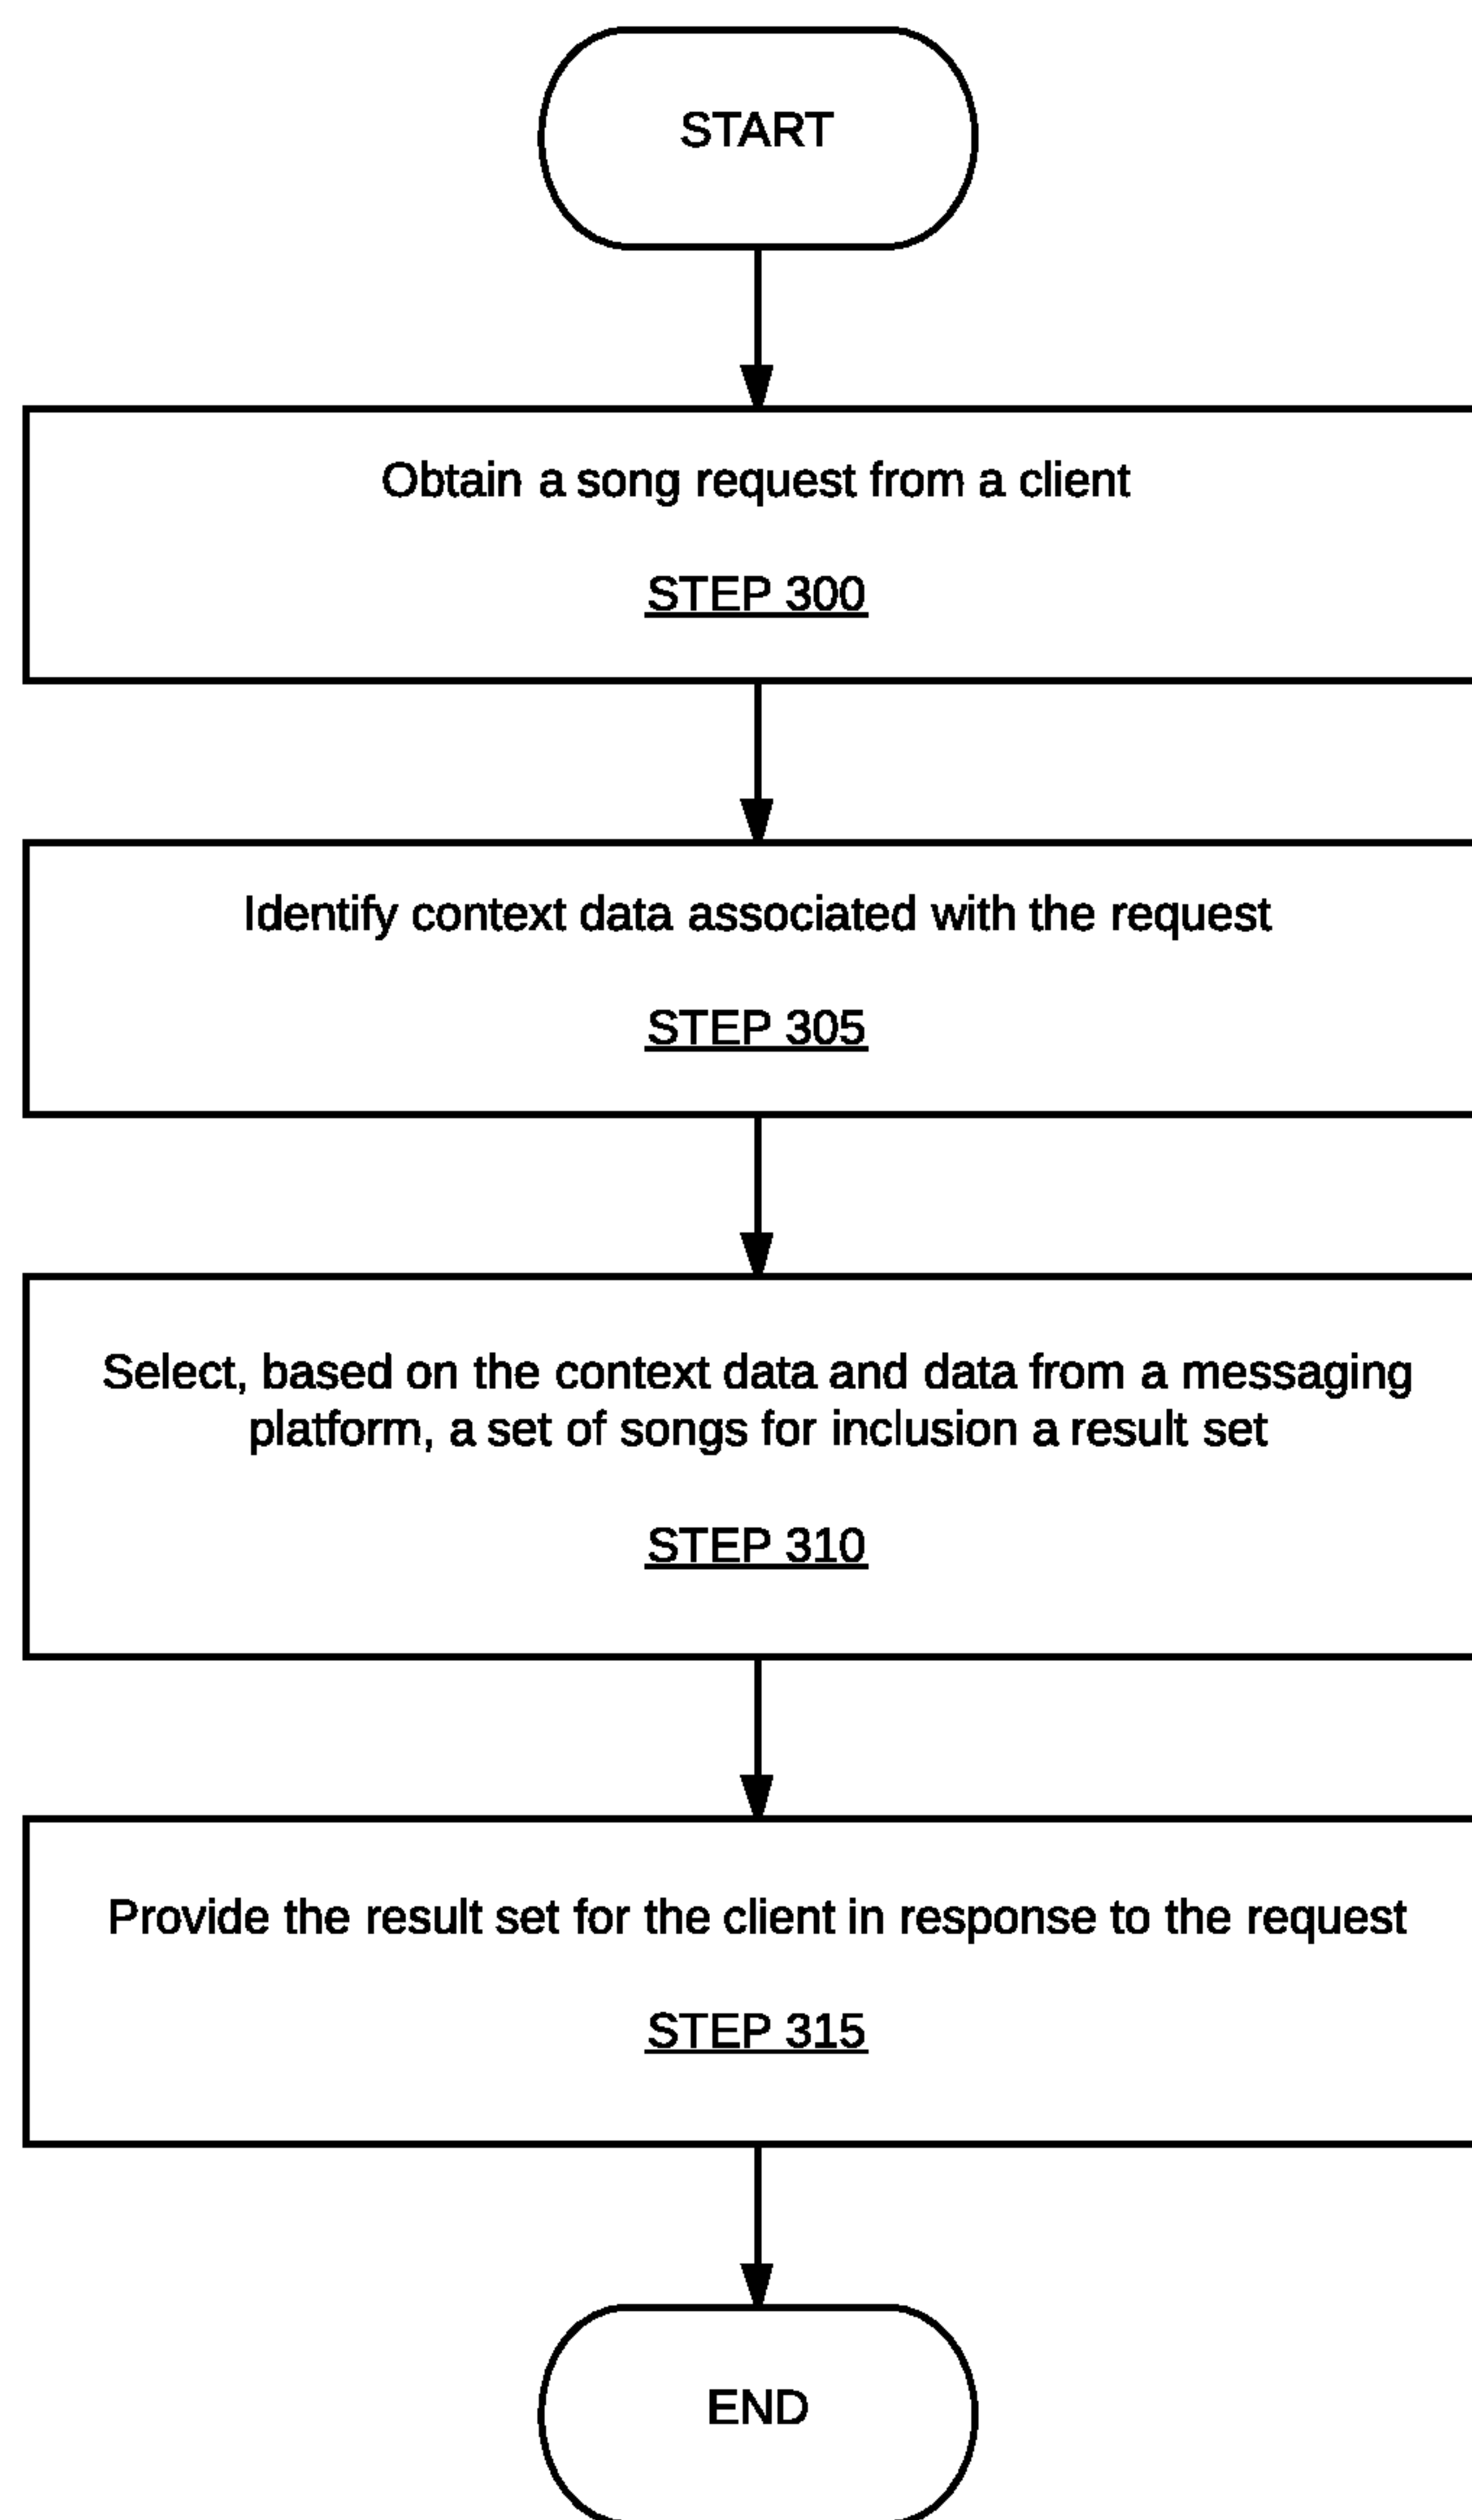 START
Obtain a song request from a client
STEP 300
Identify context data associated with the request
STEP 305
Select, based on the context data and data from a messaging
platform, a set of songs for inclusion a result set
STEP 310
Provide the result set for the client in response to the request
STEP 315
END